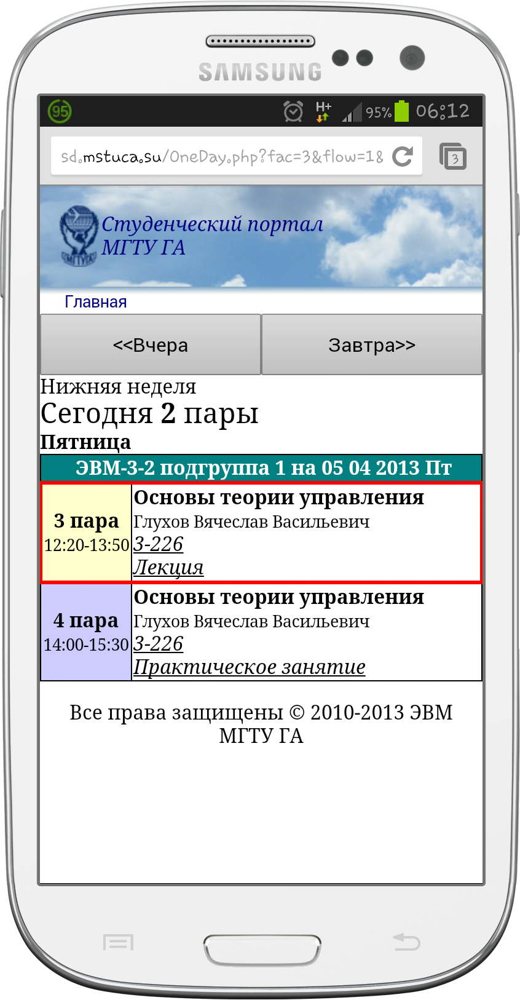 SAMSUNG
95 H+ 95% 06:12
sd.mstuca.su/OneDay.php?fac=3&flow=1& 3
Студенческий портал
МГТУ ГА
МГТУГА
Главная
<<Вчера Завтра>>
Нижняя неделя
Сегодня 2 пары
Пятница
ЭВМ-3-2 подгруппа 1 на 05 04 2013 Пт
3 пара
12:20-13:50
Основы теории управления
Глухов Вячеслав Васильевич
3-226
Лекция
4 пара
14:00-15:30
Основы теории управления
Глухов Вячеслав Васильевич
3-226
Практическое занятие
Все права защищены © 2010-2013 ЭВМ
МГТУ ГА